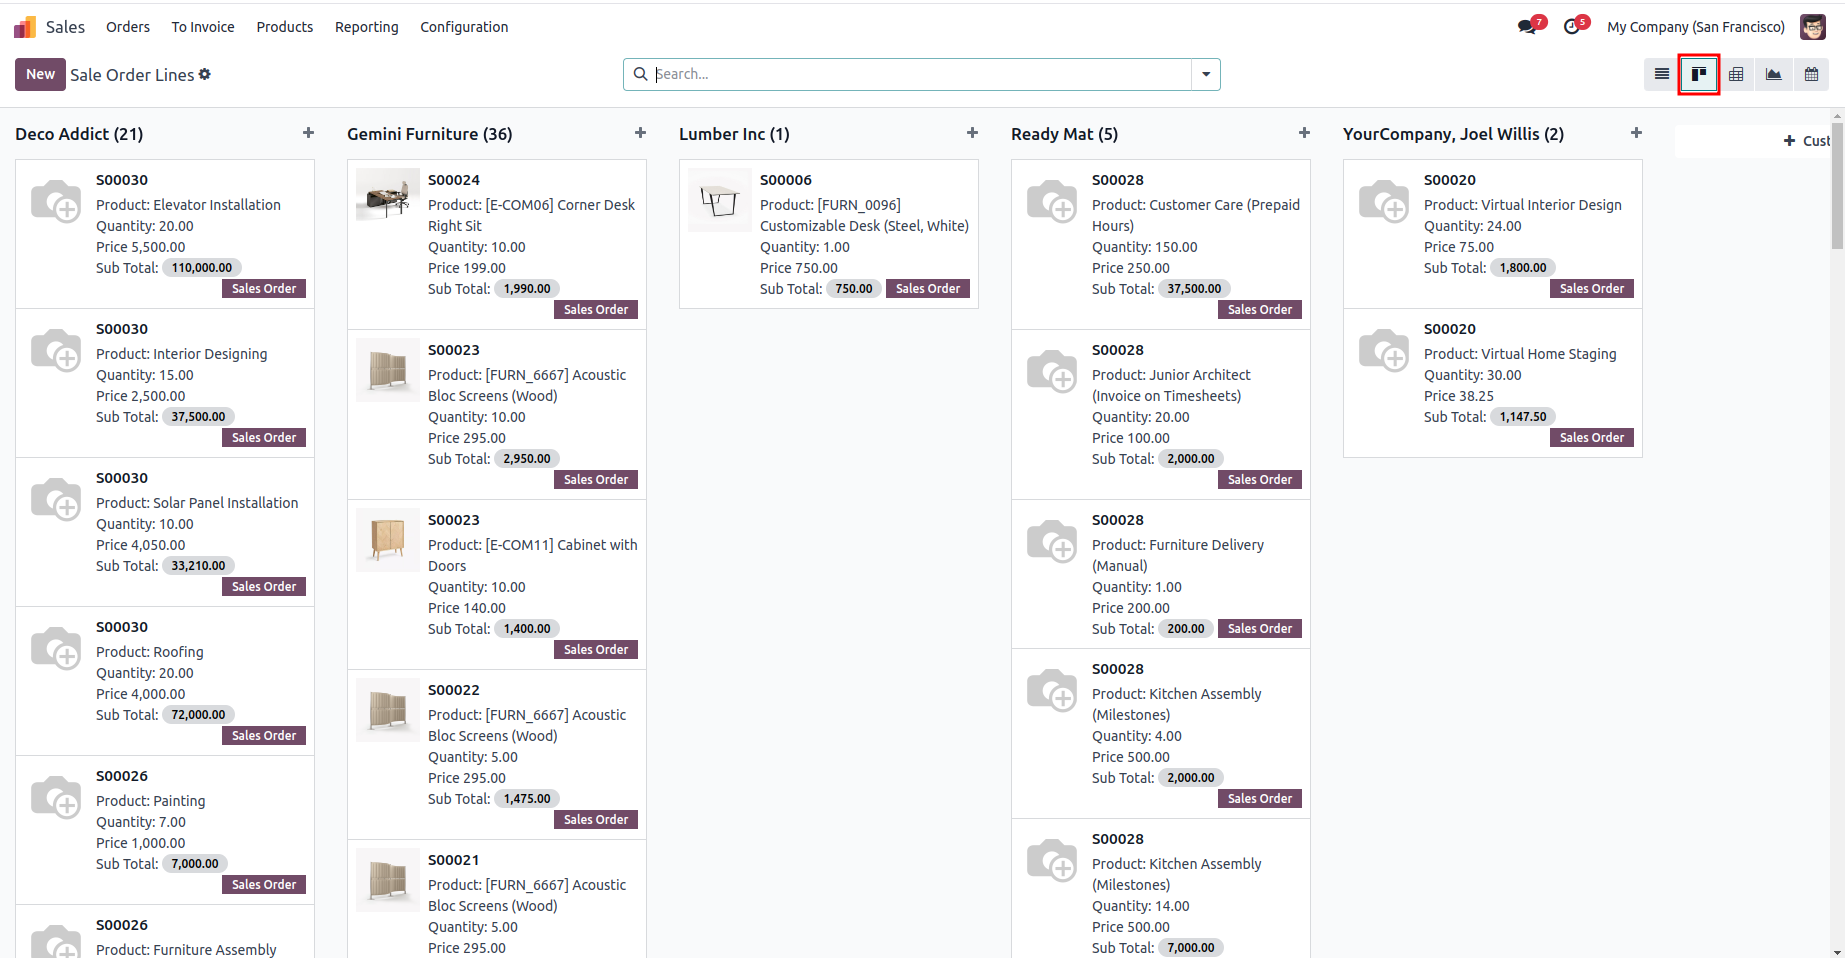 Sales
Orders
To Invoice
Products
Reporting
Configuration
7
5
My Company (San Francisco)
New
Sale Order Lines
Search...
Deco Addict (21)
S00030
Product: Elevator Installation
Quantity: 20.00
Price 5,500.00
Sub Total: 110,000.00
Sales Order
S00030
Product: Interior Designing
Quantity: 15.00
Price 2,500.00
Sub Total: 37,500.00
Sales Order
S00030
Product: Solar Panel Installation
Quantity: 10.00
Price 4,050.00
Sub Total: 33,210.00
Sales Order
S00030
Product: Roofing
Quantity: 20.00
Price 4,000.00
Sub Total: 72,000.00
Sales Order
S00026
Product: Painting
Quantity: 7.00
Price 1,000.00
Sub Total: 7,000.00
Sales Order
S00026
Product: Furniture Assembly
Gemini Furniture (36)
S00024
Product: [E-COM06] Corner Desk
Right Sit
Quantity: 10.00
Price 199.00
Sub Total: 1,990.00
Sales Order
S00023
Product: [FURN_6667] Acoustic
Bloc Screens (Wood)
Quantity: 10.00
Price 295.00
Sub Total: 2,950.00
Sales Order
S00023
Product: [E-COM11] Cabinet with
Doors
Quantity: 10.00
Price 140.00
Sub Total: 1,400.00
Sales Order
S00022
Product: [FURN_6667] Acoustic
Bloc Screens (Wood)
Quantity: 5.00
Price 295.00
Sub Total: 1,475.00
Sales Order
S00021
Product: [FURN_6667] Acoustic
Bloc Screens (Wood)
Quantity: 5.00
Price 295.00
Lumber Inc (1)
S00006
Product: [FURN_0096]
Customizable Desk (Steel, White)
Quantity: 1.00
Price 750.00
Sub Total: 750.00 Sales Order
Ready Mat (5)
S00028
Product: Customer Care (Prepaid
Hours)
Quantity: 150.00
Price 250.00
Sub Total: 37,500.00
Sales Order
S00028
Product: Junior Architect
(Invoice on Timesheets)
Quantity: 20.00
Price 100.00
Sub Total: 2,000.00
Sales Order
S00028
Product: Furniture Delivery
(Manual)
Quantity: 1.00
Price 200.00
Sub Total: 200.00 Sales Order
S00028
Product: Kitchen Assembly
(Milestones)
Quantity: 4.00
Price 500.00
Sub Total: 2,000.00
Sales Order
S00028
Product: Kitchen Assembly
(Milestones)
Quantity: 14.00
Price 500.00
Sub Total: 7,000.00
YourCompany, Joel Willis (2)
S00020
Product: Virtual Interior Design
Quantity: 24.00
Price 75.00
Sub Total: 1,800.00
Sales Order
S00020
Product: Virtual Home Staging
Quantity: 30.00
Price 38.25
Sub Total: 1,147.50
Sales Order
Cust